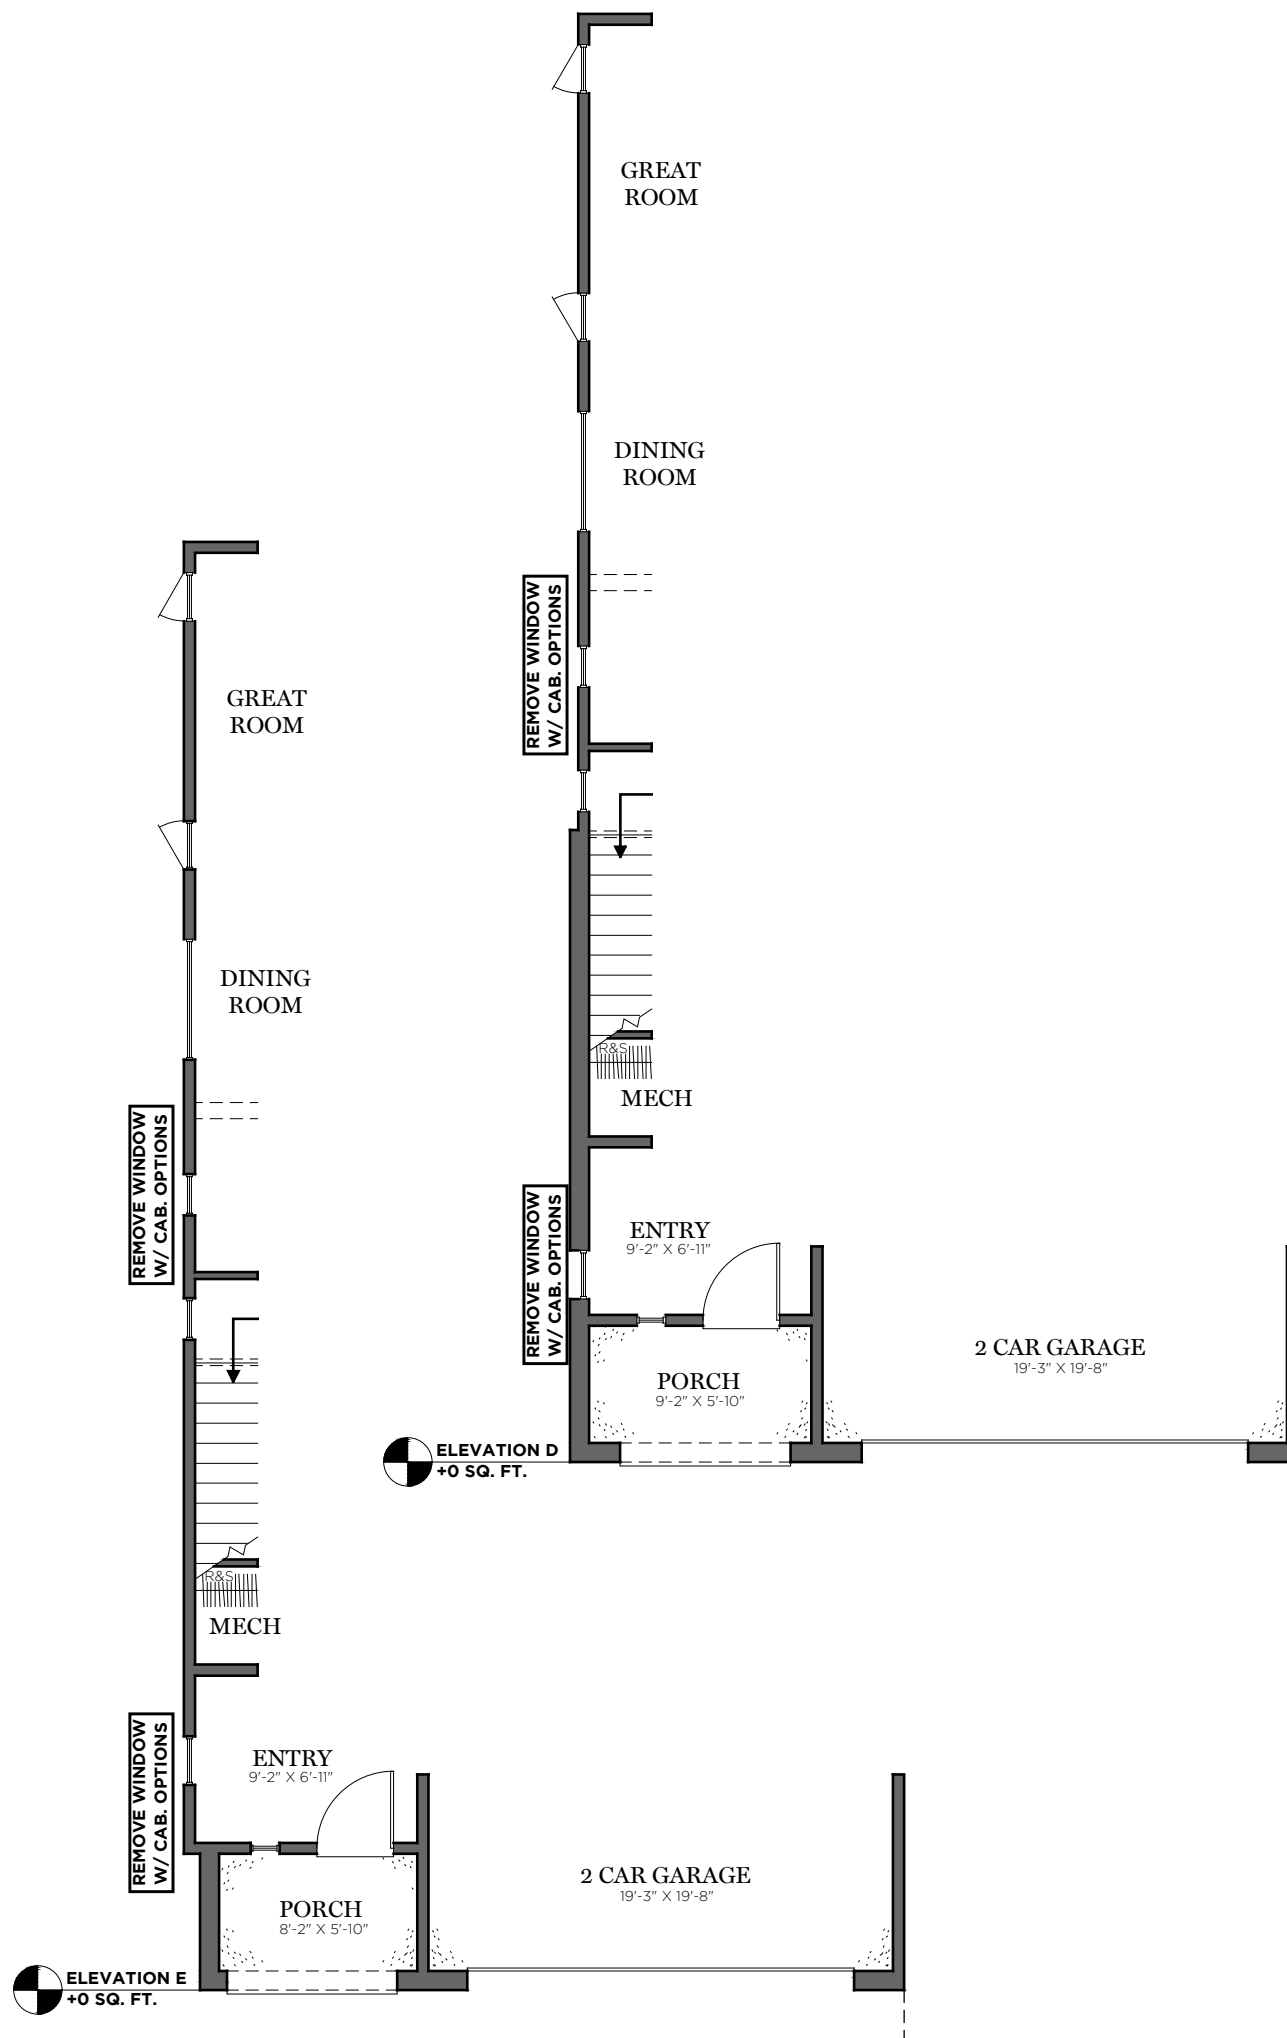 GREAT
ROOM
DINING
ROOM
REMOVE WINDOW
W/ CAB. OPTIONS
R&S
MECH
REMOVE WINDOW
W/ CAB. OPTIONS
ENTRY
9'-2" X 6'-11"
PORCH
9'-2" X 5'-10"
2 CAR GARAGE
19'-3" X 19'-8"
ELEVATION D
+0 SQ. FT.
GREAT
ROOM
DINING
ROOM
REMOVE WINDOW
W/ CAB. OPTIONS
R&S
MECH
REMOVE WINDOW
W/ CAB. OPTIONS
ENTRY
9'-2" X 6'-11"
PORCH
8'-2" X 5'-10"
2 CAR GARAGE
19'-3" X 19'-8"
ELEVATION E
+0 SQ. FT.